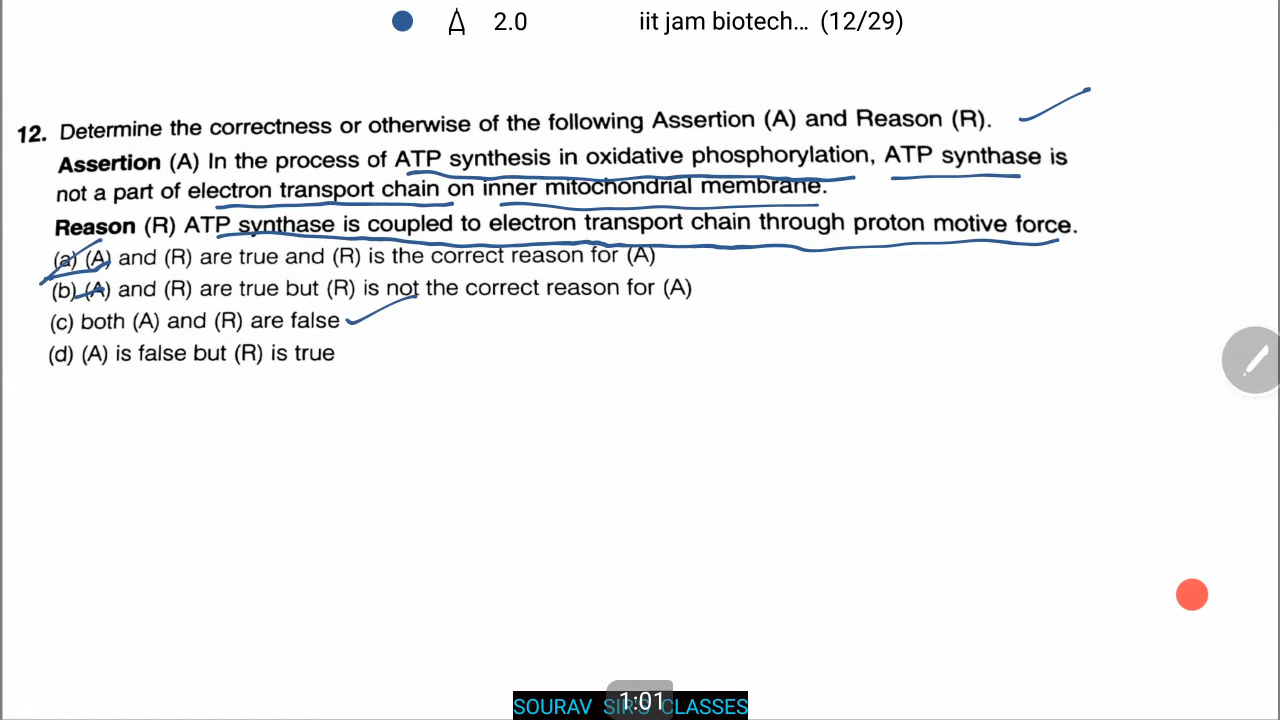 2.0 iit jam biotech... (12/29)
12. Determine the correctness or otherwise of the following Assertion (A) and Reason (R).
Assertion (A) In the process of ATP synthesis in oxidative phosphorylation, ATP synthase is
not a part of electron transport chain on inner mitochondrial membrane.
Reason (R) ATP synthase is coupled to electron transport chain through proton motive force.
(a) (A) and (R) are true and (R) is the correct reason for (A)
(b) (A) and (R) are true but (R) is not the correct reason for (A)
(c) both (A) and (R) are false
(d) (A) is false but (R) is true
1:01
SOURAV SIR'S CLASSES